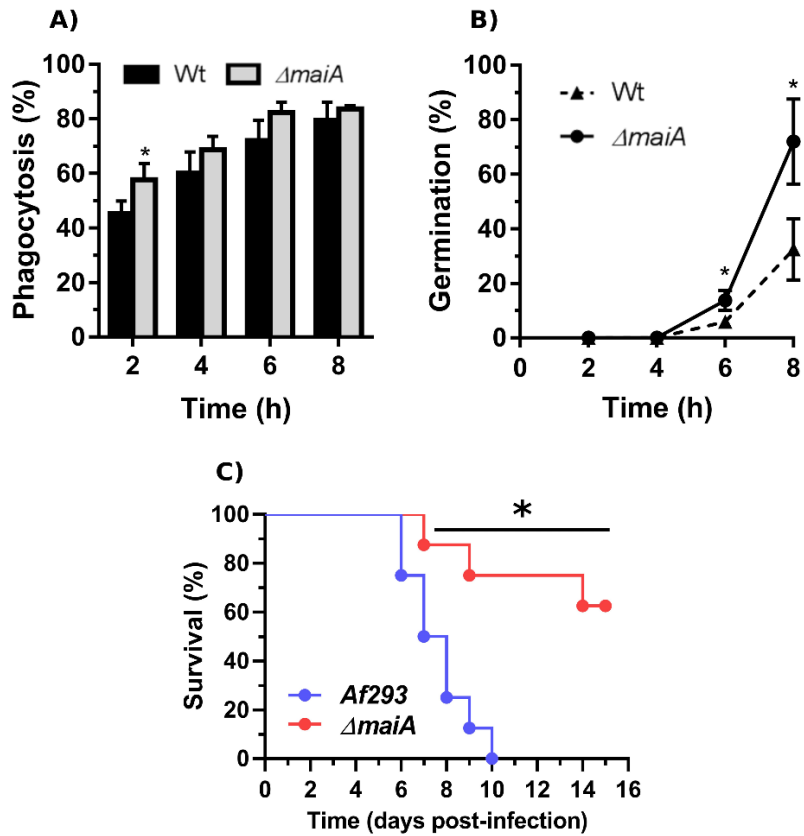 A)
Phagocytosis (%)
100
80
60
40
20
0
Wt
ΔmaiA
*
2 4 6 8
Time (h)
B)
Germination (%)
100
80
60
40
20
0
Wt
ΔmaiA
*
*
0 2 4 6 8
Time (h)
C)
Survival (%)
100
80
60
40
20
0
*
Af293
ΔmaiA
0 2 4 6 8 10 12 14 16
Time (days post-infection)